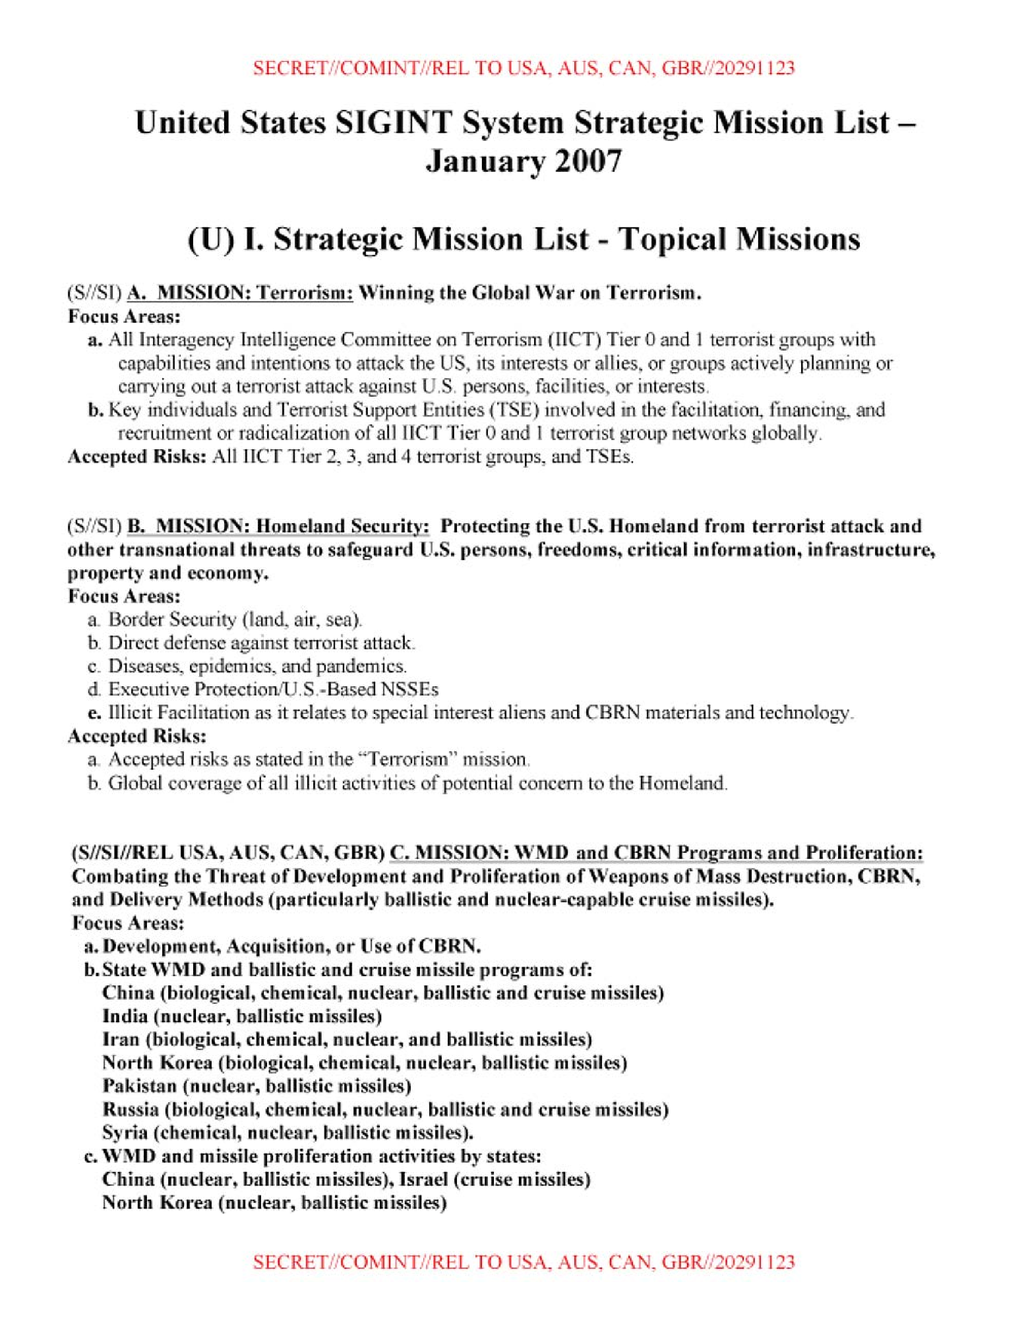 SECRET//COMINT//REL TO USA, AUS, CAN, GBR//20291123
United States SIGINT System Strategic Mission List –
January 2007
(U) I. Strategic Mission List - Topical Missions
(S//SI) A. MISSION: Terrorism: Winning the Global War on Terrorism.
Focus Areas:
a. All Interagency Intelligence Committee on Terrorism (IICT) Tier 0 and 1 terrorist groups with
capabilities and intentions to attack the US, its interests or allies, or groups actively planning or
carrying out a terrorist attack against U.S. persons, facilities, or interests.
b. Key individuals and Terrorist Support Entities (TSE) involved in the facilitation, financing, and
recruitment or radicalization of all IICT Tier 0 and 1 terrorist group networks globally.
Accepted Risks: All IICT Tier 2, 3, and 4 terrorist groups, and TSEs.
(S//SI) B. MISSION: Homeland Security: Protecting the U.S. Homeland from terrorist attack and
other transnational threats to safeguard U.S. persons, freedoms, critical information, infrastructure,
property and economy.
Focus Areas:
a. Border Security (land, air, sea).
b. Direct defense against terrorist attack.
c. Diseases, epidemics, and pandemics.
d. Executive Protection/U.S.-Based NSSEs
e. Illicit Facilitation as it relates to special interest aliens and CBRN materials and technology.
Accepted Risks:
a. Accepted risks as stated in the “Terrorism” mission.
b. Global coverage of all illicit activities of potential concern to the Homeland.
(S//SI//REL USA, AUS, CAN, GBR) C. MISSION: WMD and CBRN Programs and Proliferation:
Combating the Threat of Development and Proliferation of Weapons of Mass Destruction, CBRN,
and Delivery Methods (particularly ballistic and nuclear-capable cruise missiles).
Focus Areas:
a. Development, Acquisition, or Use of CBRN.
b. State WMD and ballistic and cruise missile programs of:
China (biological, chemical, nuclear, ballistic and cruise missiles)
India (nuclear, ballistic missiles)
Iran (biological, chemical, nuclear, and ballistic missiles)
North Korea (biological, chemical, nuclear, ballistic missiles)
Pakistan (nuclear, ballistic missiles)
Russia (biological, chemical, nuclear, ballistic and cruise missiles)
Syria (chemical, nuclear, ballistic missiles).
c. WMD and missile proliferation activities by states:
China (nuclear, ballistic missiles), Israel (cruise missiles)
North Korea (nuclear, ballistic missiles)
SECRET//COMINT//REL TO USA, AUS, CAN, GBR//20291123